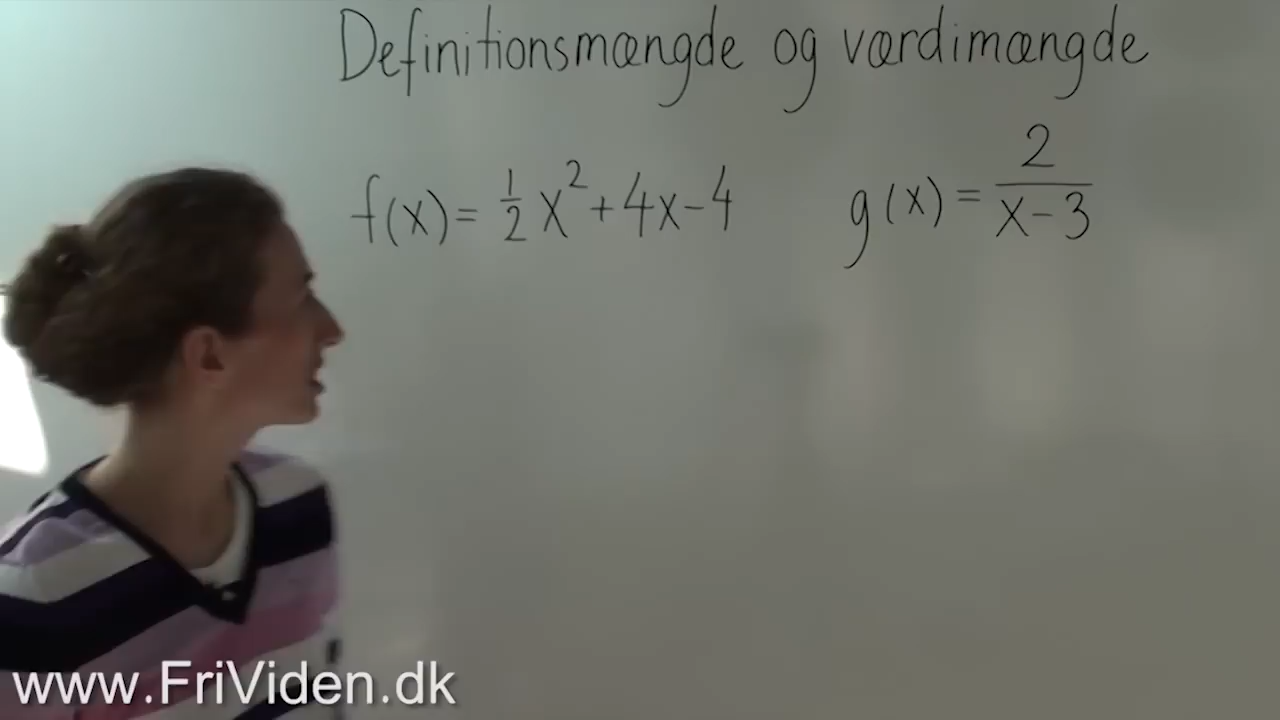 Definitionsmængde og værdimængde
f(x) = ½x² + 4x - 4
g(x) = 2/(x - 3)
www.FriViden.dk